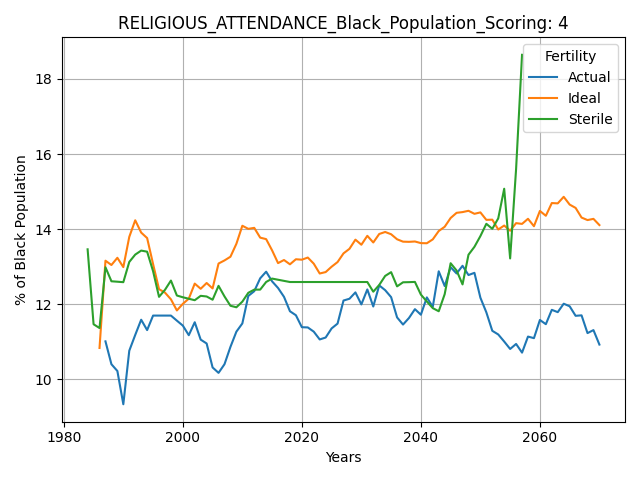 RELIGIOUS_ATTENDANCE_Black_Population_Scoring: 4
Fertility
Actual
Ideal
Sterile
% of Black Population
18
16
14
12
10
1980
2000
2020
2040
2060
Years